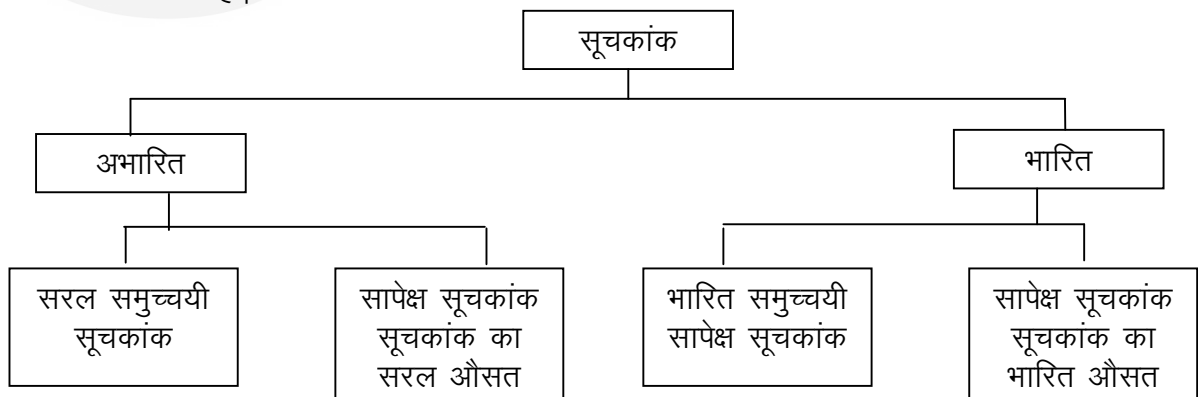 सूचकांक
अभारित
भारित
सरल समुच्चयी
सूचकांक
सापेक्ष सूचकांक
सूचकांक का
सरल औसत
भारित समुच्चयी
सापेक्ष सूचकांक
सापेक्ष सूचकांक
सूचकांक का
भारित औसत